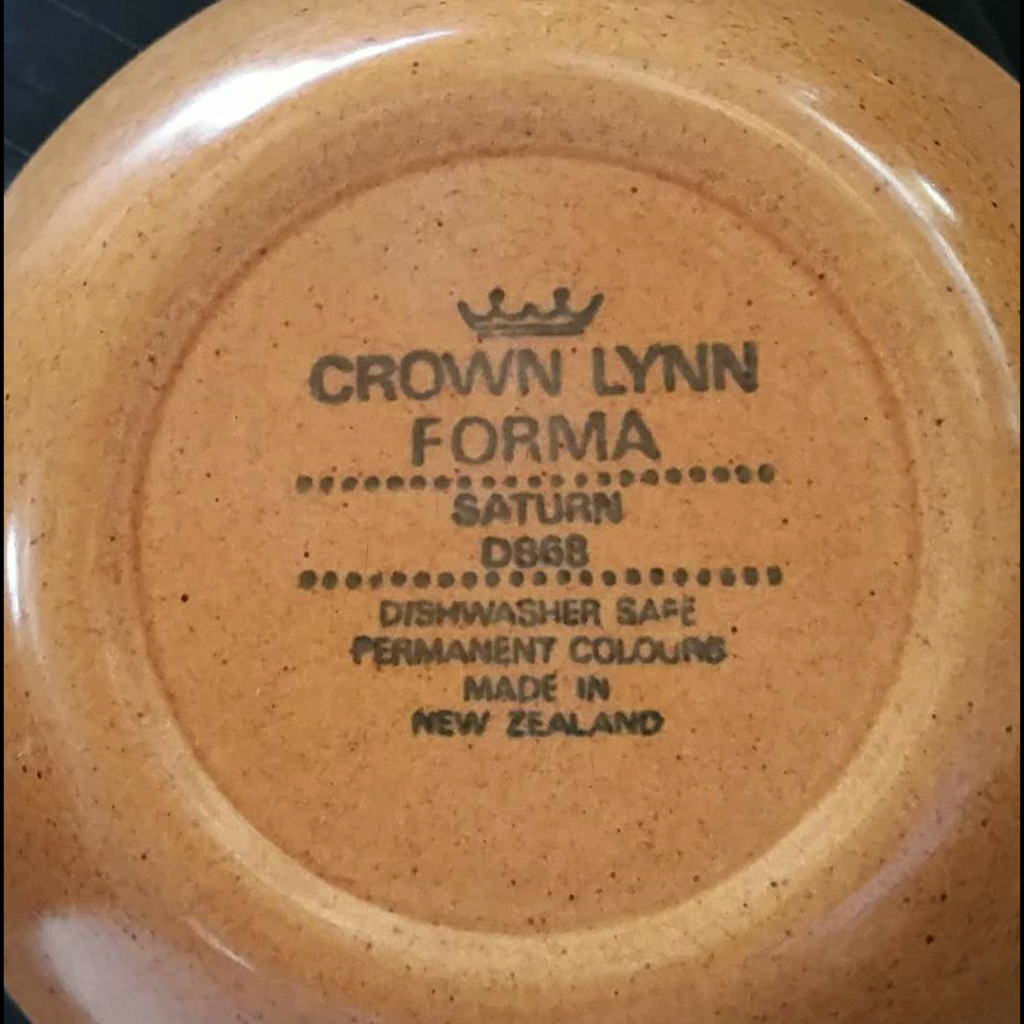 CROWN LYNN
FORMA
SATURN
D868
DISHWASHER SAFE
PERMANENT COLOURS
MADE IN
NEW ZEALAND